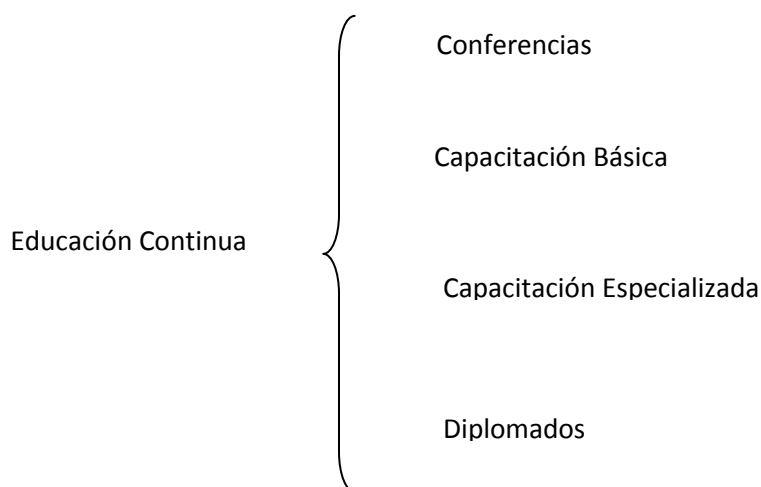 Conferencias
Capacitación Básica
Educación Continua
Capacitación Especializada
Diplomados